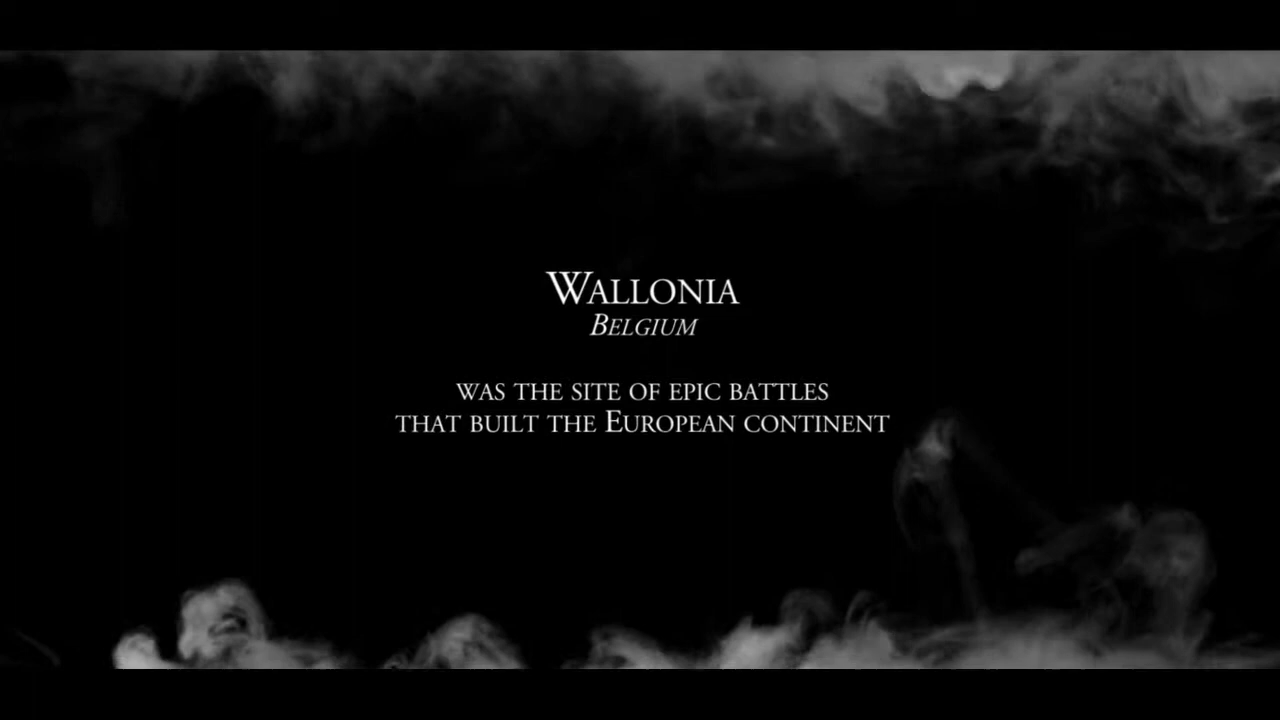 Wallonia
Belgium
was the site of epic battles
that built the European continent